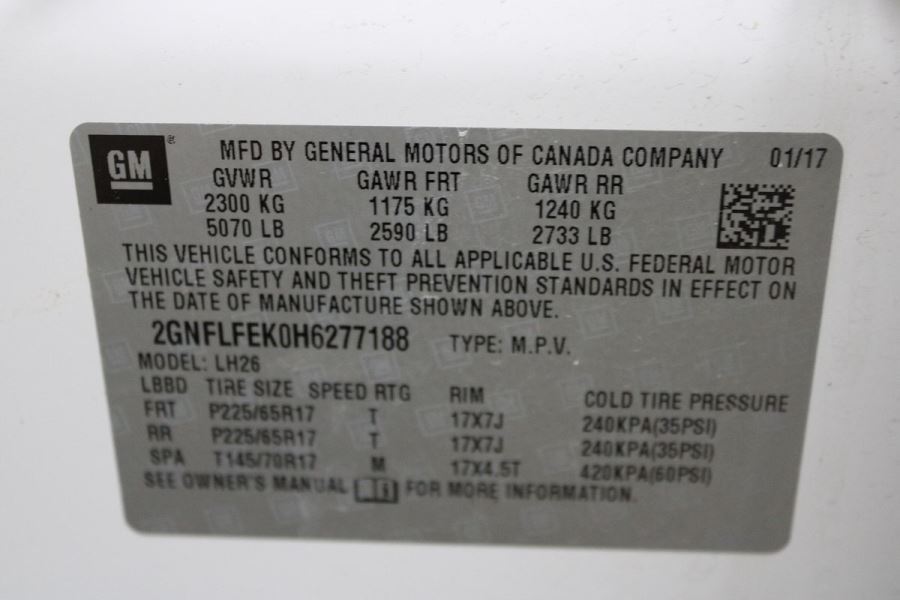 GM ® MFD BY GENERAL MOTORS OF CANADA COMPANY 01/17
GVWR GAWR FRT GAWR RR
2300 KG 1175 KG 1240 KG
5070 LB 2590 LB 2733 LB
THIS VEHICLE CONFORMS TO ALL APPLICABLE U.S. FEDERAL MOTOR
VEHICLE SAFETY AND THEFT PREVENTION STANDARDS IN EFFECT ON
THE DATE OF MANUFACTURE SHOWN ABOVE.
2GNFLFEK0H6277188 TYPE: M.P.V.
MODEL: LH26
LBBD TIRE SIZE SPEED RTG RIM COLD TIRE PRESSURE
FRT P225/65R17 T 17X7J 240KPA(35PSI)
RR P225/65R17 T 17X7J 240KPA(35PSI)
SPA T145/70R17 M 17X4.5T 420KPA(60PSI)
SEE OWNER'S MANUAL FOR MORE INFORMATION.